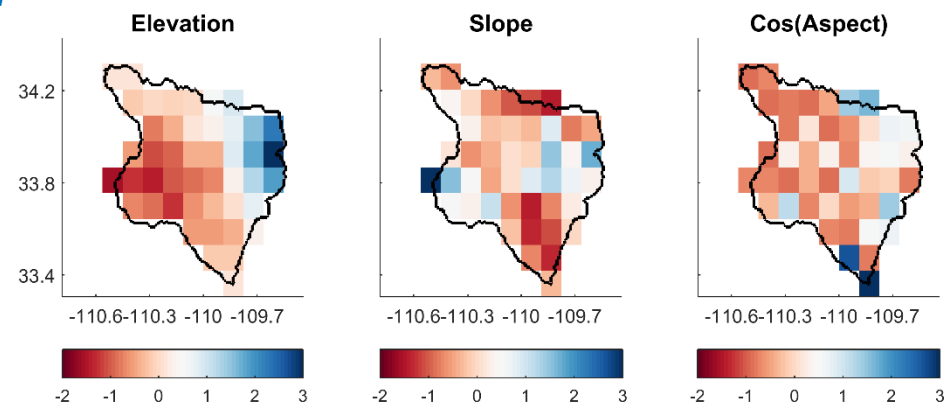 Elevation Slope Cos(Aspect)
34.2
33.8
33.4
-110.6 -110.3 -110 -109.7 -110.6 -110.3 -110 -109.7 -110.6 -110.3 -110 -109.7
-2 -1 0 1 2 3 -2 -1 0 1 2 3 -2 -1 0 1 2 3